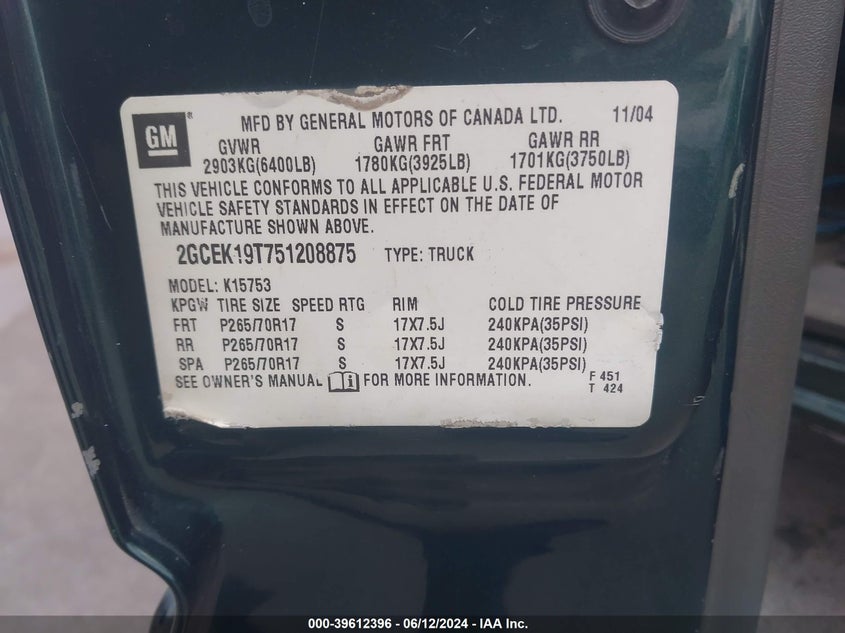 GM
MFD BY GENERAL MOTORS OF CANADA LTD. 11/04
GVWR GAWR FRT GAWR RR
2903KG(6400LB) 1780KG(3925LB) 1701KG(3750LB)
THIS VEHICLE CONFORMS TO ALL APPLICABLE U.S. FEDERAL MOTOR
VEHICLE SAFETY STANDARDS IN EFFECT ON THE DATE OF
MANUFACTURE SHOWN ABOVE.
2GCEK19T751208875 TYPE: TRUCK
MODEL: K15753
KPGW TIRE SIZE SPEED RTG RIM COLD TIRE PRESSURE
FRT P265/70R17 S 17X7.5J 240KPA(35PSI)
RR P265/70R17 S 17X7.5J 240KPA(35PSI)
SPA P265/70R17 S 17X7.5J 240KPA(35PSI)
SEE OWNER'S MANUAL FOR MORE INFORMATION. F 451
T 424
000-39612396 - 06/12/2024 - IAA Inc.